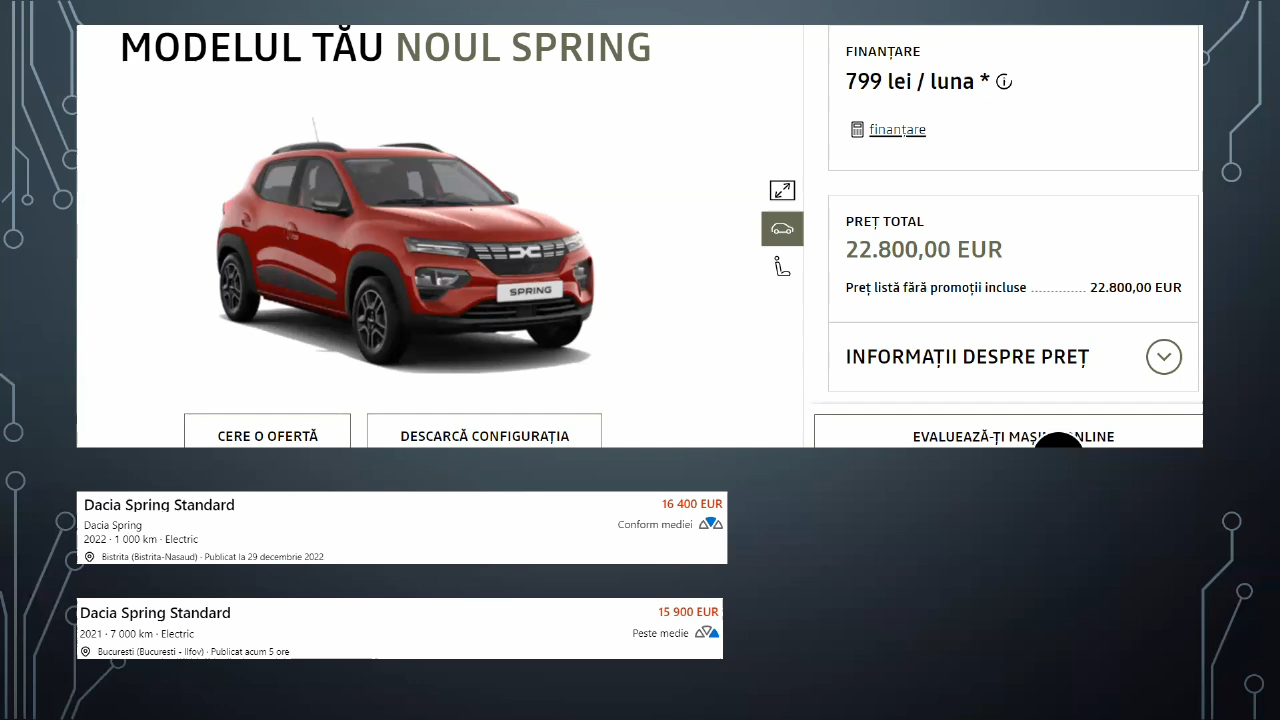 MODELUL TĂU NOUL SPRING
SPRING
CERE O OFERTĂ
DESCARCĂ CONFIGURAȚIA
FINANȚARE
799 lei / luna *
finanțare
PREȚ TOTAL
22.800,00 EUR
Preț listă fără promoții incluse ............. 22.800,00 EUR
INFORMAȚII DESPRE PREȚ
EVALUEAZĂ-ȚI
Dacia Spring Standard 16 400 EUR
Dacia Spring Conform mediei
2022 · 1 000 km · Electric
Bistrita (Bistrita-Nasaud) · Publicat la 29 decembrie 2022
Dacia Spring Standard 15 900 EUR
2021 · 7 000 km · Electric Peste medie
Bucuresti (Bucuresti - Ilfov) · Publicat acum 5 ore